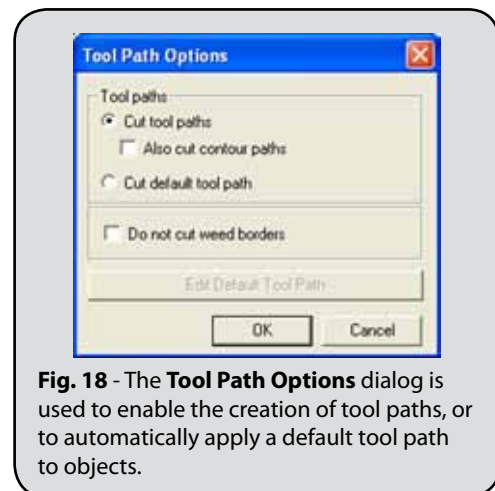 Tool Path Options
Tool paths
Cut tool paths
Also cut contour paths
Cut default tool path
Do not cut weed borders
Edit Default Tool Path
OK Cancel
Fig. 18 - The Tool Path Options dialog is
used to enable the creation of tool paths, or
to automatically apply a default tool path
to objects.